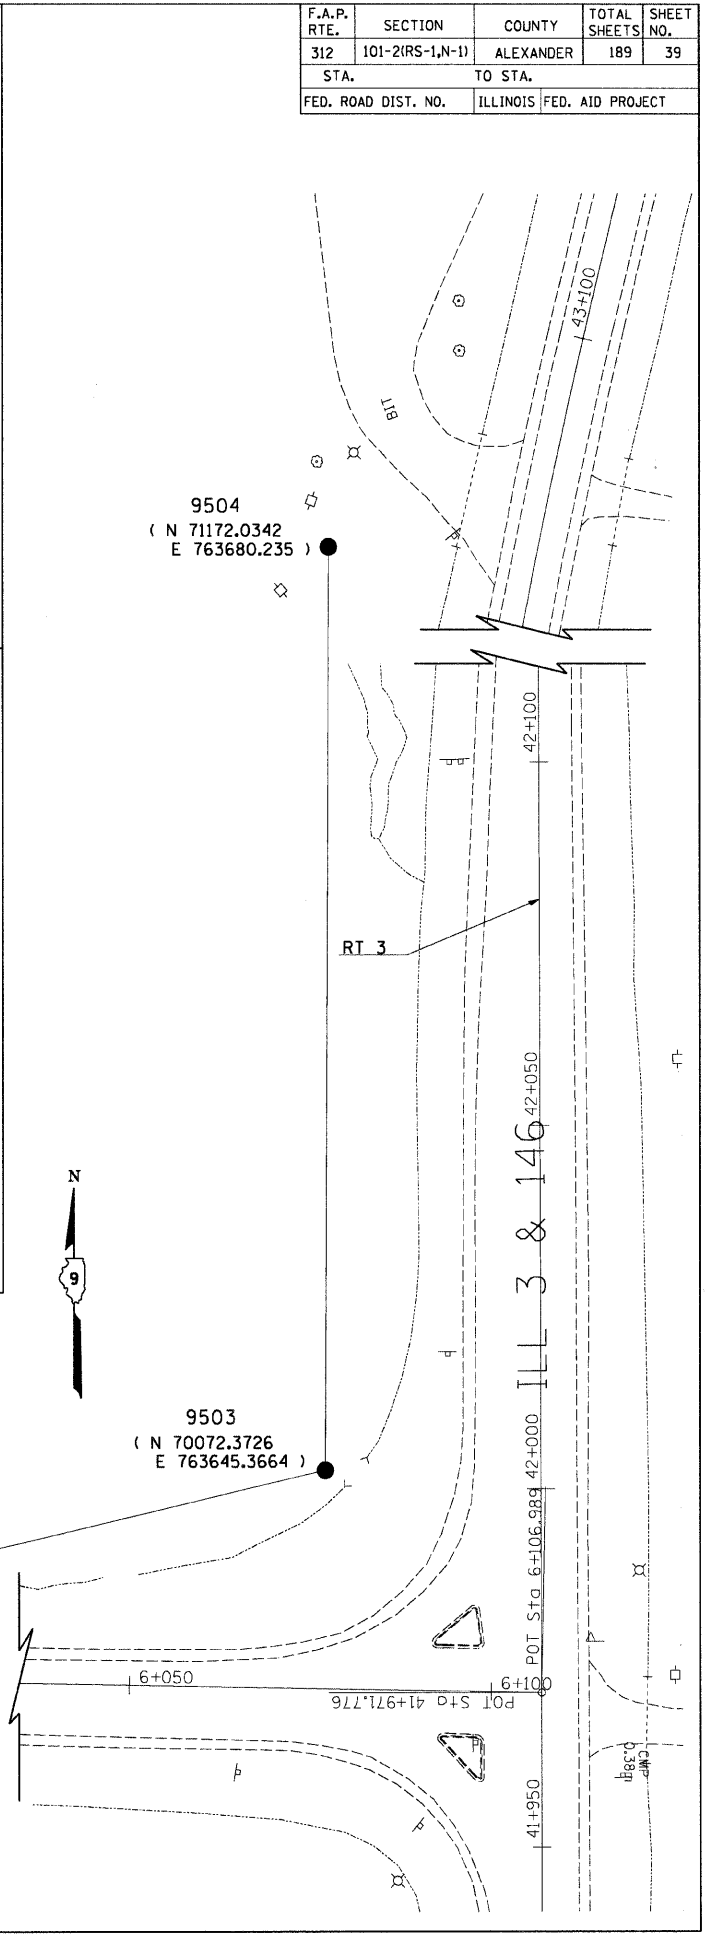 F.A.P. RTE. SECTION COUNTY TOTAL SHEETS SHEET NO.
312 101-2(RS-1,N-1) ALEXANDER 189 39
STA. TO STA.
FED. ROAD DIST. NO. ILLINOIS FED. AID PROJECT
43+100
BIT
9504
( N 71172.0342
E 763680.235 )
42+100
RT 3
42+050
ILL 3 & 146
N
9
9503
( N 70072.3726
E 763645.3664 )
42+000
POT Sta 6+106.989
6+050
6+100
POT Sta 41+971.776
CMP
0.38m
41+950